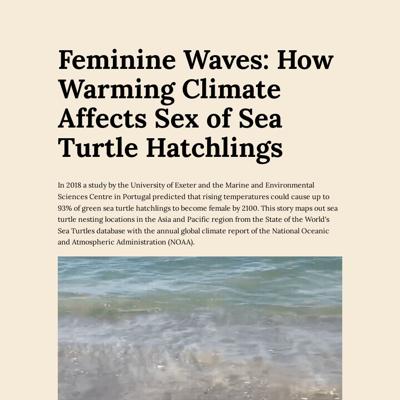 Feminine Waves: How
Warming Climate
Affects Sex of Sea
Turtle Hatchlings
In 2018 a study by the University of Exeter and the Marine and Environmental
Sciences Centre in Portugal predicted that rising temperatures could cause up to
93% of green sea turtle hatchlings to become female by 2100. This story maps out sea
turtle nesting locations in the Asia and Pacific region from the State of the World's
Sea Turtles database with the annual global climate report of the National Oceanic
and Atmospheric Administration (NOAA).